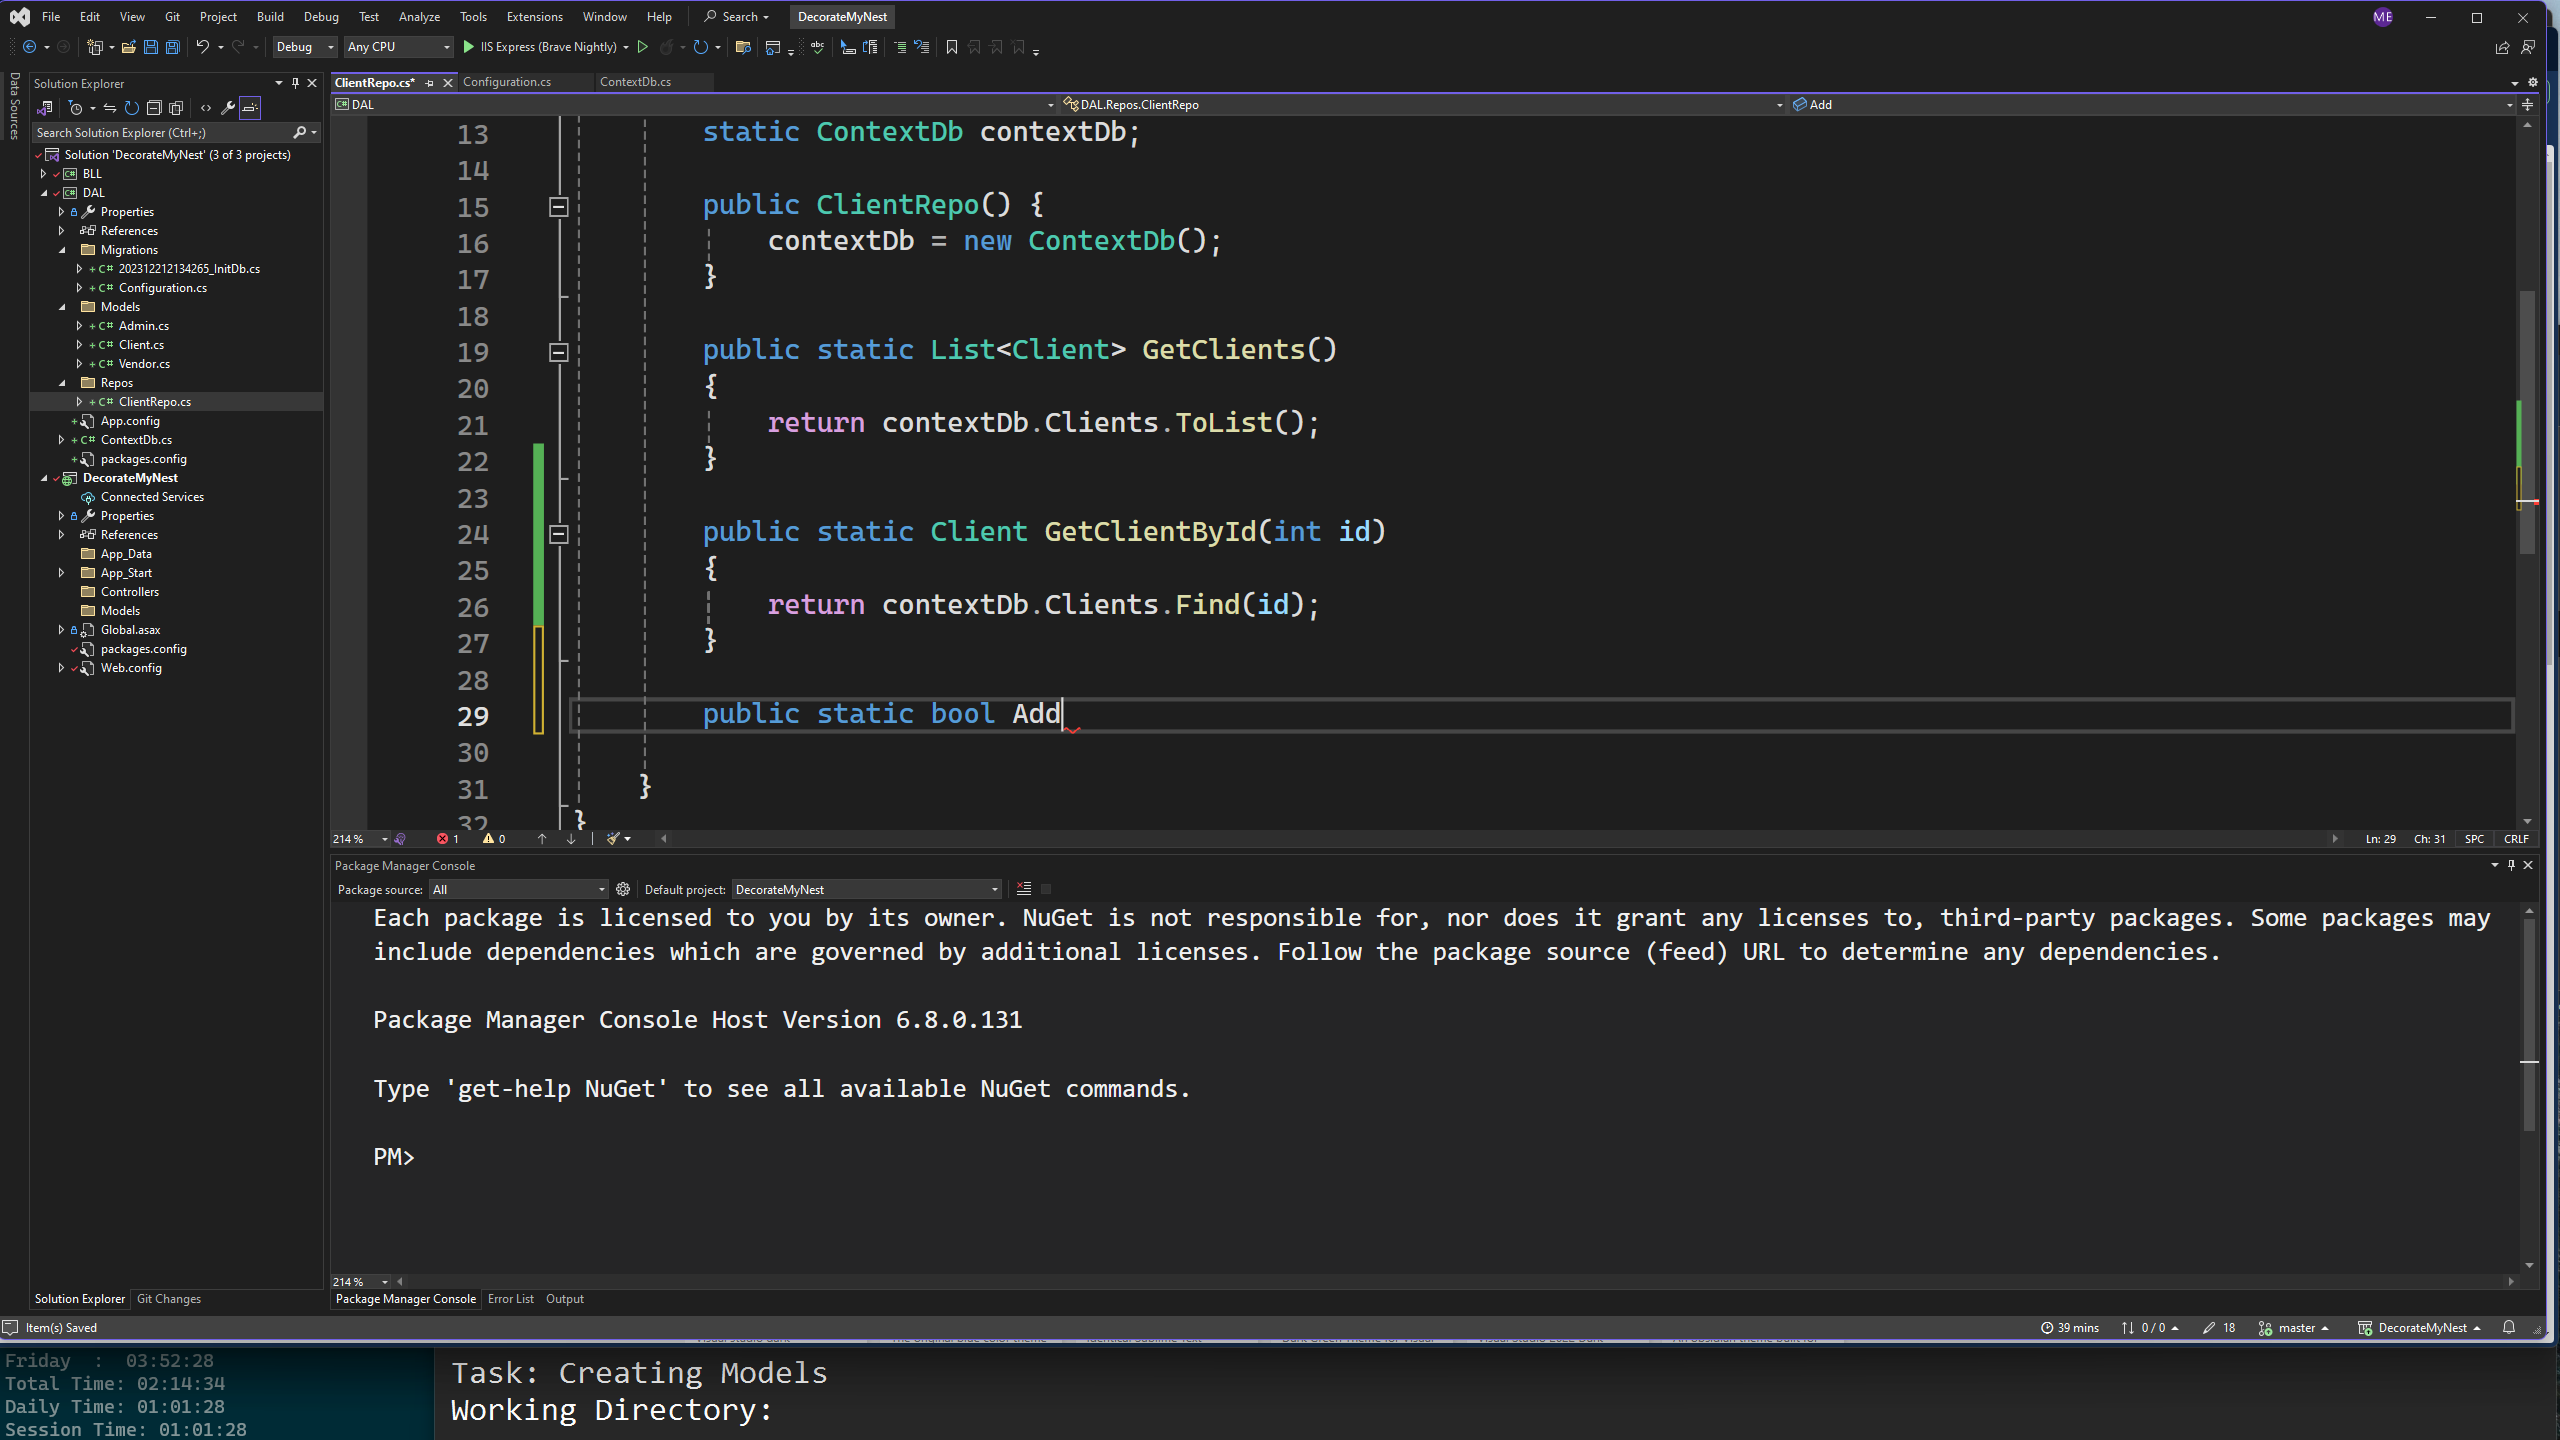 File Edit View Git Project Build Debug Test Analyze Tools Extensions Window Help Search DecorateMyNest ME
Debug Any CPU IIS Express (Brave Nightly)
Data Sources
Solution Explorer
Search Solution Explorer (Ctrl+;)
Solution 'DecorateMyNest' (3 of 3 projects)
BLL
DAL
Properties
References
Migrations
C# 202312212134265_InitDb.cs
C# Configuration.cs
Models
C# Admin.cs
C# Client.cs
C# Vendor.cs
Repos
C# ClientRepo.cs
App.config
C# ContextDb.cs
packages.config
DecorateMyNest
Connected Services
Properties
References
App_Data
App_Start
Controllers
Models
Global.asax
packages.config
Web.config
Solution Explorer Git Changes
ClientRepo.cs* Configuration.cs ContextDb.cs
DAL DAL.Repos.ClientRepo Add
13 static ContextDb contextDb;
14
15 public ClientRepo() {
16 contextDb = new ContextDb();
17 }
18
19 public static List<Client> GetClients()
20 {
21 return contextDb.Clients.ToList();
22 }
23
24 public static Client GetClientById(int id)
25 {
26 return contextDb.Clients.Find(id);
27 }
28
29 public static bool Add
30
31 }
32 }
214 % 1 0 Ln: 29 Ch: 31 SPC CRLF
Package Manager Console
Package source: All Default project: DecorateMyNest
Each package is licensed to you by its owner. NuGet is not responsible for, nor does it grant any licenses to, third-party packages. Some packages may
include dependencies which are governed by additional licenses. Follow the package source (feed) URL to determine any dependencies.
Package Manager Console Host Version 6.8.0.131
Type 'get-help NuGet' to see all available NuGet commands.
PM>
214 %
Package Manager Console Error List Output
Item(s) Saved 39 mins 0 / 0 18 master DecorateMyNest
Friday : 03:52:28
Total Time: 02:14:34
Daily Time: 01:01:28
Session Time: 01:01:28
Task: Creating Models
Working Directory: